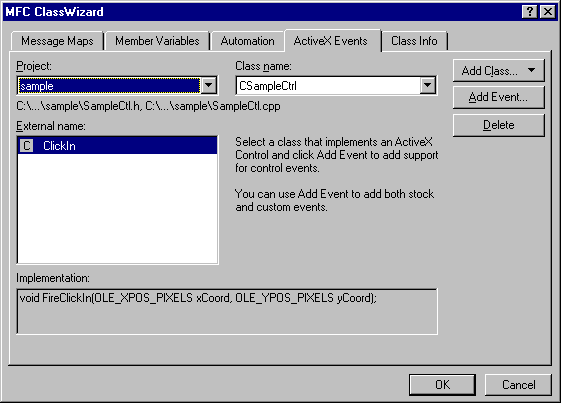 MFC ClassWizard
Message Maps Member Variables Automation ActiveX Events Class Info
Project: Class name:
sample CSampleCtrl
Add Class...
C:\...\sample\SampleCtl.h, C:\...\sample\SampleCtl.cpp
Add Event...
Delete
External name:
C ClickIn
Select a class that implements an ActiveX
Control and click Add Event to add support
for control events.
You can use Add Event to add both stock
and custom events.
Implementation:
void FireClickIn(OLE_XPOS_PIXELS xCoord, OLE_YPOS_PIXELS yCoord);
OK Cancel